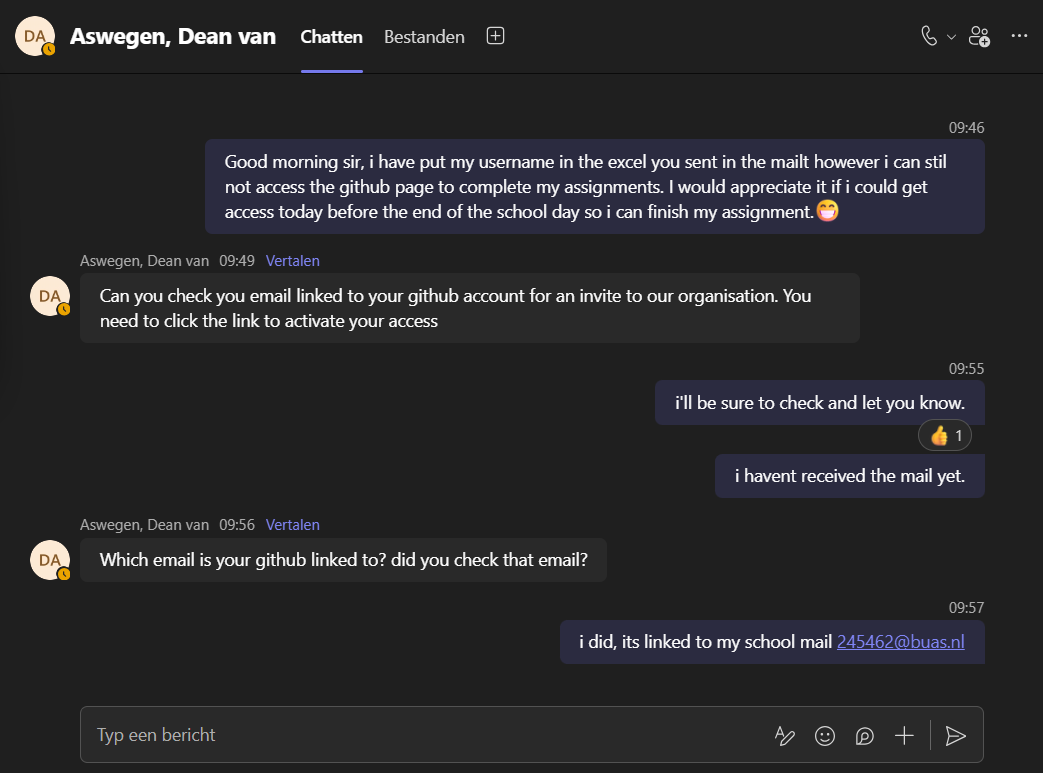 DA Aswegen, Dean van Chatten Bestanden
09:46
Good morning sir, i have put my username in the excel you sent in the mailt however i can stil
not access the github page to complete my assignments. I would appreciate it if i could get
access today before the end of the school day so i can finish my assignment.😁
Aswegen, Dean van 09:49 Vertalen
DA
Can you check you email linked to your github account for an invite to our organisation. You
need to click the link to activate your access
09:55
i'll be sure to check and let you know.
👍 1
i havent received the mail yet.
Aswegen, Dean van 09:56 Vertalen
DA
Which email is your github linked to? did you check that email?
09:57
i did, its linked to my school mail 245462@buas.nl
Typ een bericht